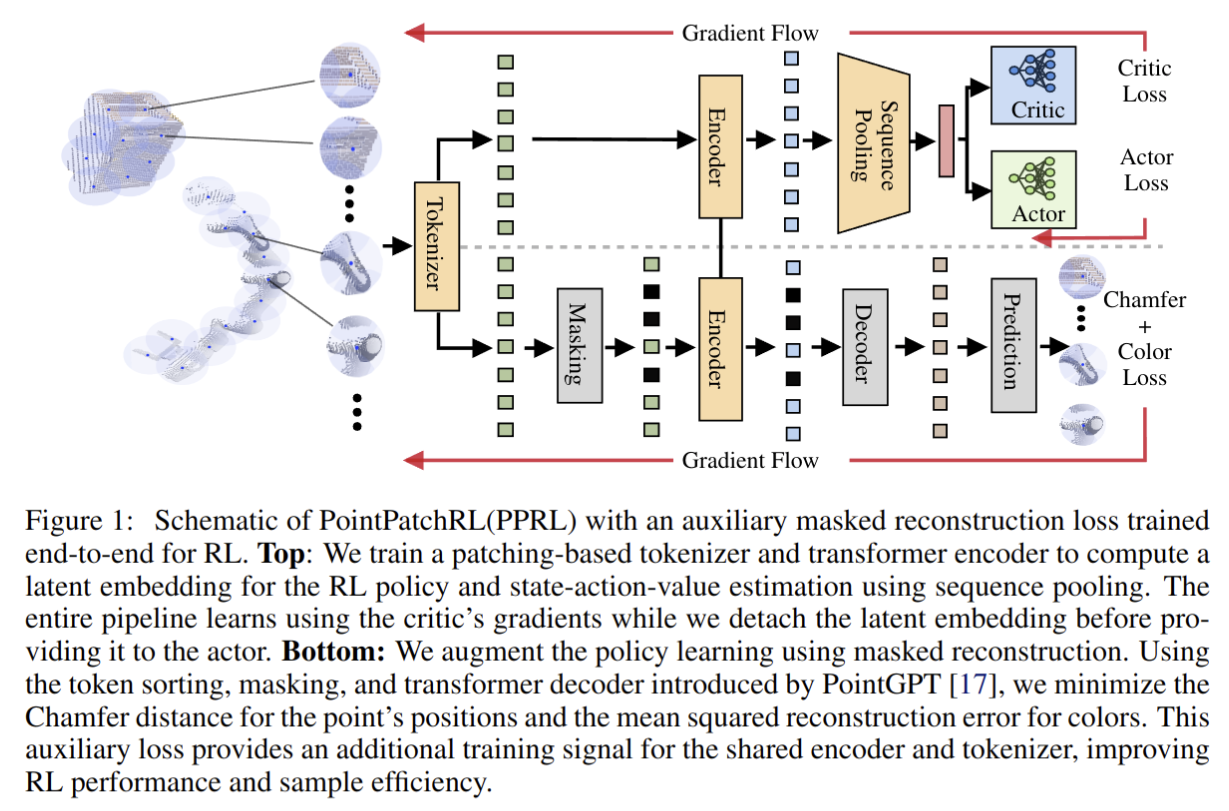 Gradient Flow
Critic
Loss
Critic
Encoder
Sequence
Pooling
Actor
Loss
Actor
Tokenizer
Masking
Encoder
Decoder
Prediction
Chamfer
+
Color
Loss
Gradient Flow
Figure 1: Schematic of PointPatchRL(PPRL) with an auxiliary masked reconstruction loss trained
end-to-end for RL. Top: We train a patching-based tokenizer and transformer encoder to compute a
latent embedding for the RL policy and state-action-value estimation using sequence pooling. The
entire pipeline learns using the critic's gradients while we detach the latent embedding before pro-
viding it to the actor. Bottom: We augment the policy learning using masked reconstruction. Using
the token sorting, masking, and transformer decoder introduced by PointGPT [17], we minimize the
Chamfer distance for the point's positions and the mean squared reconstruction error for colors. This
auxiliary loss provides an additional training signal for the shared encoder and tokenizer, improving
RL performance and sample efficiency.